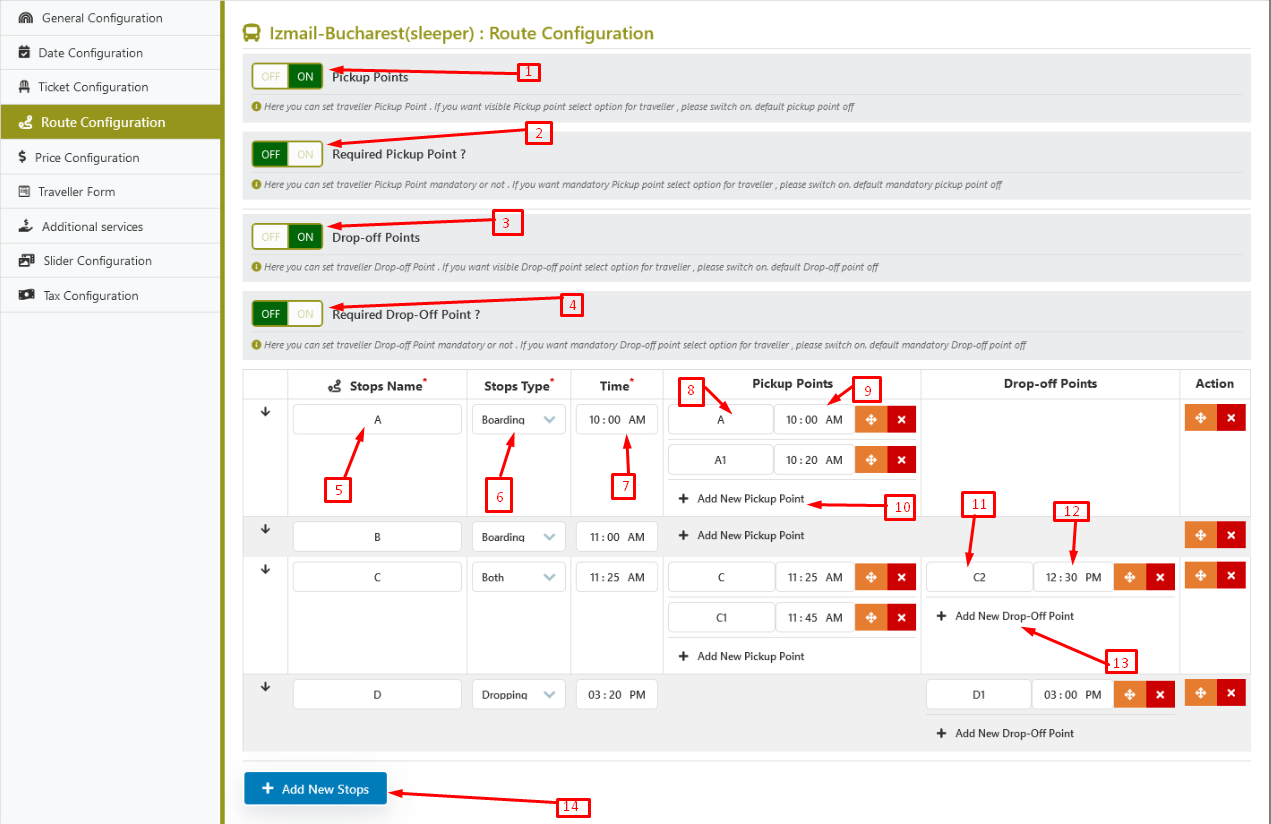 General Configuration
Date Configuration
Ticket Configuration
Route Configuration
Price Configuration
Traveller Form
Additional services
Slider Configuration
Tax Configuration
Izmail-Bucharest(sleeper) : Route Configuration
OFF ON Pickup Points 1
Here you can set traveller Pickup Point . If you want visible Pickup point select option for traveller , please switch on. default pickup point off
OFF ON Required Pickup Point ? 2
Here you can set traveller Pickup Point mandatory or not . If you want mandatory Pickup point select option for traveller , please switch on. default mandatory pickup point off
OFF ON Drop-off Points 3
Here you can set traveller Drop-off Point . If you want visible Drop-off point select option for traveller , please switch on. default Drop-off point off
OFF ON Required Drop-Off Point ? 4
Here you can set traveller Drop-off Point mandatory or not . If you want mandatory Drop-off point select option for traveller , please switch on. default mandatory Drop-off point off
Stops Name* Stops Type* Time* Pickup Points Drop-off Points Action
8 9
A Boarding 10:00 AM A 10:00 AM
A1 10:20 AM
5 6 7
Add New Pickup Point 10 11 12
B Boarding 11:00 AM Add New Pickup Point
C Both 11:25 AM C 11:25 AM C2 12:30 PM
C1 11:45 AM Add New Drop-Off Point
Add New Pickup Point 13
D Dropping 03:20 PM D1 03:00 PM
Add New Drop-Off Point
Add New Stops 14